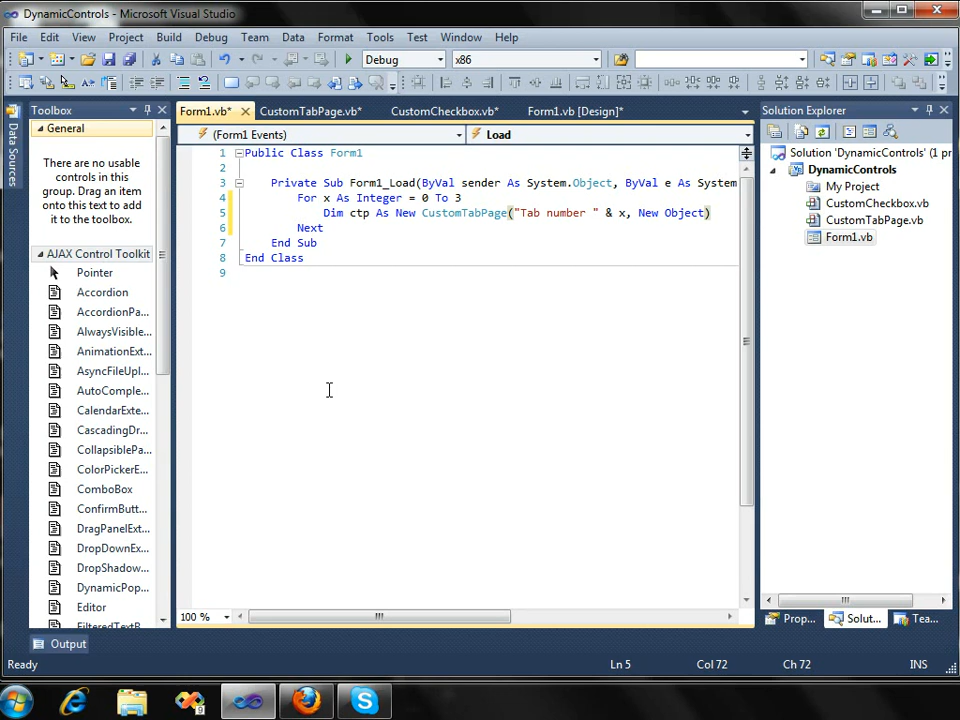 DynamicControls - Microsoft Visual Studio
File Edit View Project Build Debug Team Data Format Tools Test Window Help
Debug x86
Data Sources
Toolbox
General
There are no usable
controls in this
group. Drag an item
onto this text to
add it to the toolbox.
AJAX Control Toolkit
Pointer
Accordion
AccordionPa...
AlwaysVisible...
AnimationExt...
AsyncFileUpl...
AutoComple...
CalendarExte...
CascadingDr...
CollapsiblePa...
ColorPickerE...
ComboBox
ConfirmButt...
DragPanelExt...
DropDownEx...
DropShadow...
DynamicPop...
Editor
FilteredTextB...
Form1.vb* CustomTabPage.vb* CustomCheckbox.vb* Form1.vb [Design]*
(Form1 Events) Load
1 Public Class Form1
2
3 Private Sub Form1_Load(ByVal sender As System.Object, ByVal e As System
4 For x As Integer = 0 To 3
5 Dim ctp As New CustomTabPage("Tab number " & x, New Object)
6 Next
7 End Sub
8 End Class
9
100 %
Solution Explorer
Solution 'DynamicControls' (1 pr
DynamicControls
My Project
CustomCheckbox.vb
CustomTabPage.vb
Form1.vb
Prop... Solut... Tea...
Output
Ready Ln 5 Col 72 Ch 72 INS